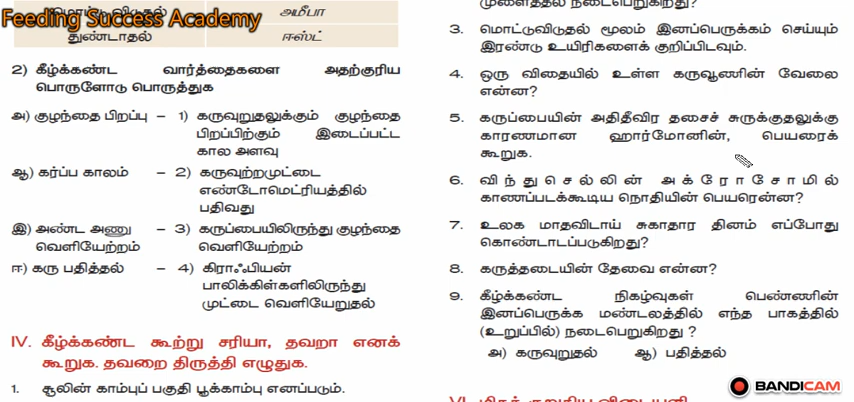 Feeding Success Academy
மொட்டு விடுதல் அமீபா
துண்டாதல் ஈஸ்ட்
2) கீழ்க்கண்ட வார்த்தைகளை அதற்குரிய
பொருளோடு பொருத்துக
அ) குழந்தை பிறப்பு – 1) கருவுறுதலுக்கும் குழந்தை
பிறப்பிற்கும் இடைப்பட்ட
கால அளவு
ஆ) கர்ப்ப காலம் – 2) கருவுற்றமுட்டை
எண்டோமெட்ரியத்தில்
பதிவது
இ) அண்ட அணு – 3) கருப்பையிலிருந்து குழந்தை
வெளியேற்றம் வெளியேற்றம்
ஈ) கரு பதித்தல் – 4) கிராஃபியன்
பாலிக்கிள்களிலிருந்து
முட்டை வெளியேறுதல்
IV. கீழ்க்கண்ட கூற்று சரியா, தவறா எனக்
கூறுக. தவறை திருத்தி எழுதுக.
1. சூலின் காம்புப் பகுதி பூக்காம்பு எனப்படும்.
முளைத்தல் நடைபெறுகிறது?
3. மொட்டுவிடுதல் மூலம் இனப்பெருக்கம் செய்யும்
இரண்டு உயிரிகளைக் குறிப்பிடவும்.
4. ஒரு விதையில் உள்ள கருவூணின் வேலை
என்ன?
5. கருப்பையின் அதிதீவிர தசைச் சுருக்குதலுக்கு
காரணமான ஹார்மோனின், பெயரைக்
கூறுக.
6. விந்துசெல்லின் அக்ரோசோமில்
காணப்படக்கூடிய நொதியின் பெயரென்ன?
7. உலக மாதவிடாய் சுகாதார தினம் எப்போது
கொண்டாடப்படுகிறது?
8. கருத்தடையின் தேவை என்ன?
9. கீழ்க்கண்ட நிகழ்வுகள் பெண்ணின்
இனப்பெருக்க மண்டலத்தில் எந்த பாகத்தில்
(உறுப்பில்) நடைபெறுகிறது ?
அ) கருவுறுதல் ஆ) பதித்தல்
VI.
BANDICAM